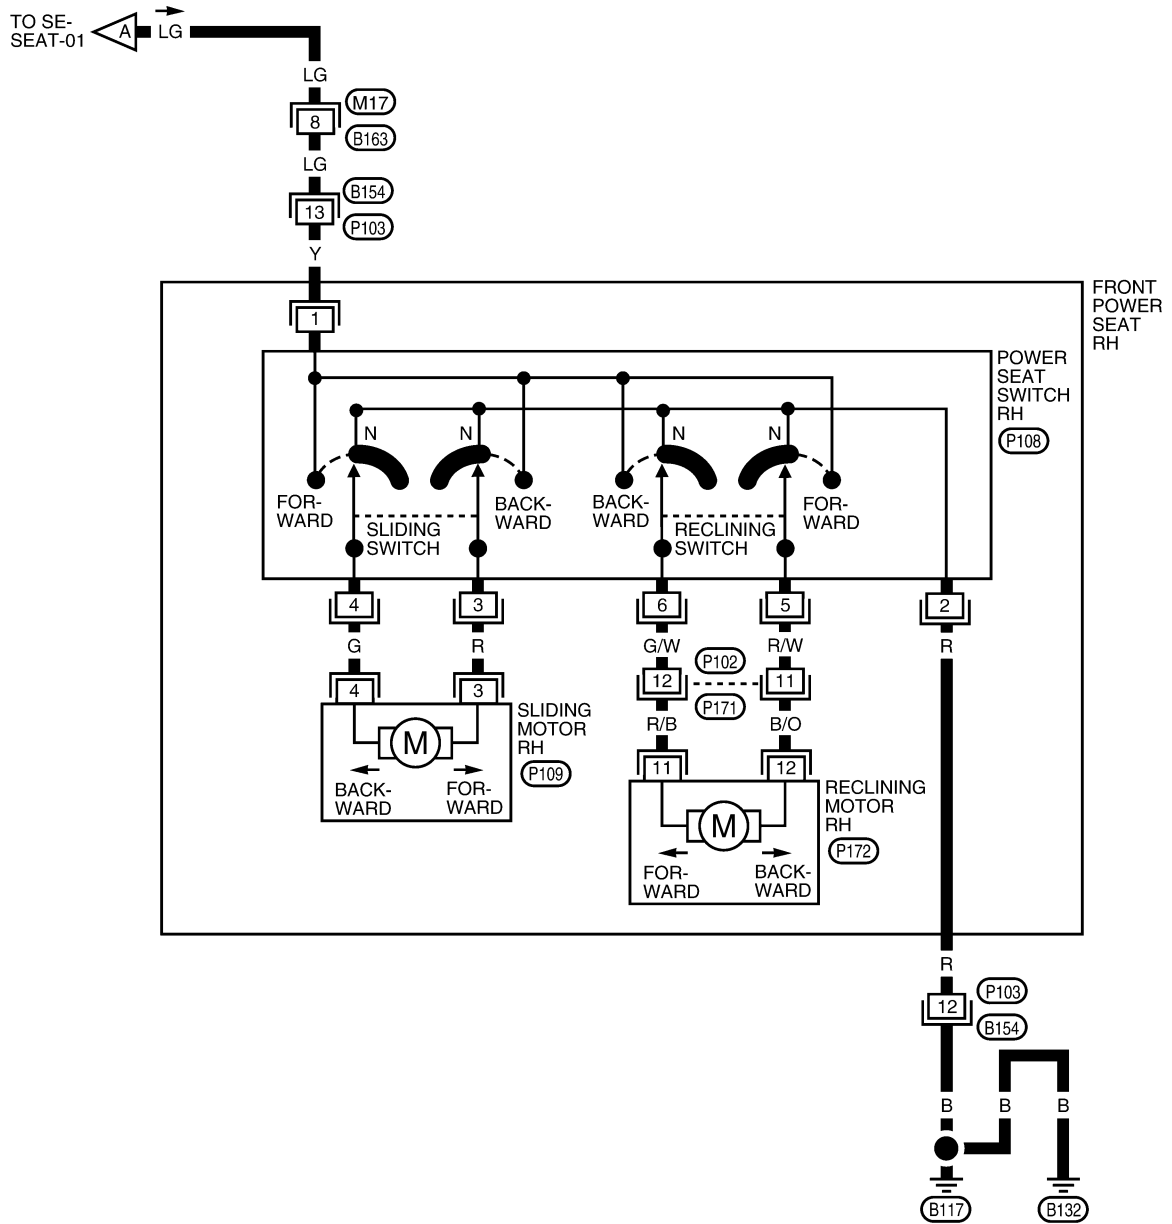 TO SE-
SEAT-01
A
LG
LG
8
M17
B163
LG
13
B154
P103
Y
FRONT
POWER
SEAT
RH
1
POWER
SEAT
SWITCH
RH
P108
N
N
N
N
FOR-
WARD
BACK-
WARD
BACK-
WARD
FOR-
WARD
SLIDING
SWITCH
RECLINING
SWITCH
4
3
6
5
2
G
R
G/W
R/W
R
12
P102
P171
11
4
3
R/B
B/O
M
BACK-
WARD
FOR-
WARD
SLIDING
MOTOR
RH
P109
11
12
M
FOR-
WARD
BACK-
WARD
RECLINING
MOTOR
RH
P172
R
12
P103
B154
B
B
B
B117
B132